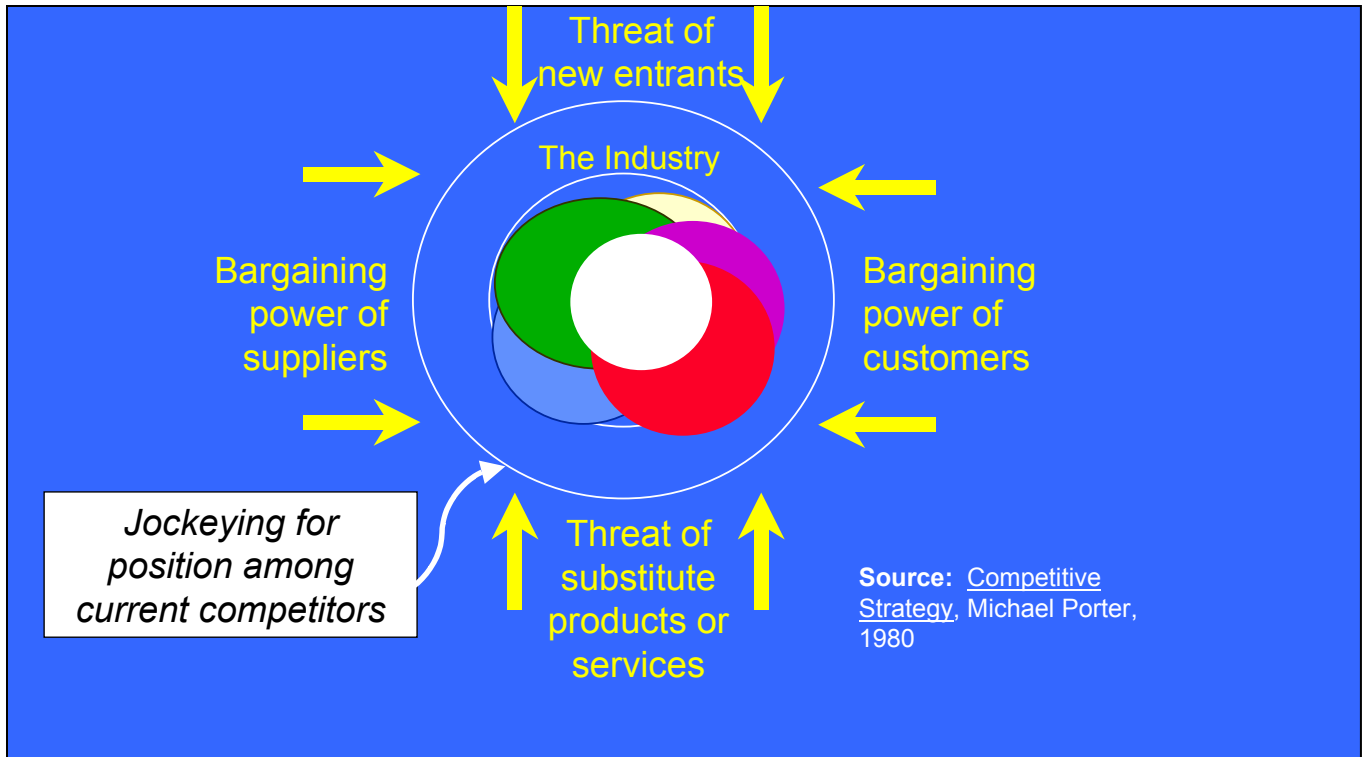 Threat of
new entrants
The Industry
Bargaining
power of
suppliers
Bargaining
power of
customers
Jockeying for
position among
current competitors
Threat of
substitute
products or
services
Source: Competitive
Strategy, Michael Porter,
1980